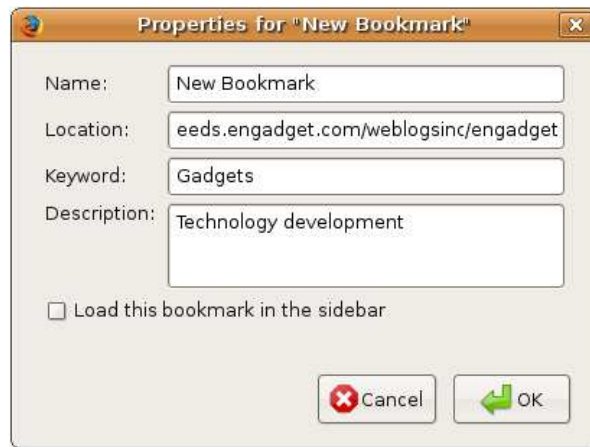 Properties for "New Bookmark"
Name: New Bookmark
Location: eeds.engadget.com/weblogsinc/engadget
Keyword: Gadgets
Description: Technology development
Load this bookmark in the sidebar
Cancel OK